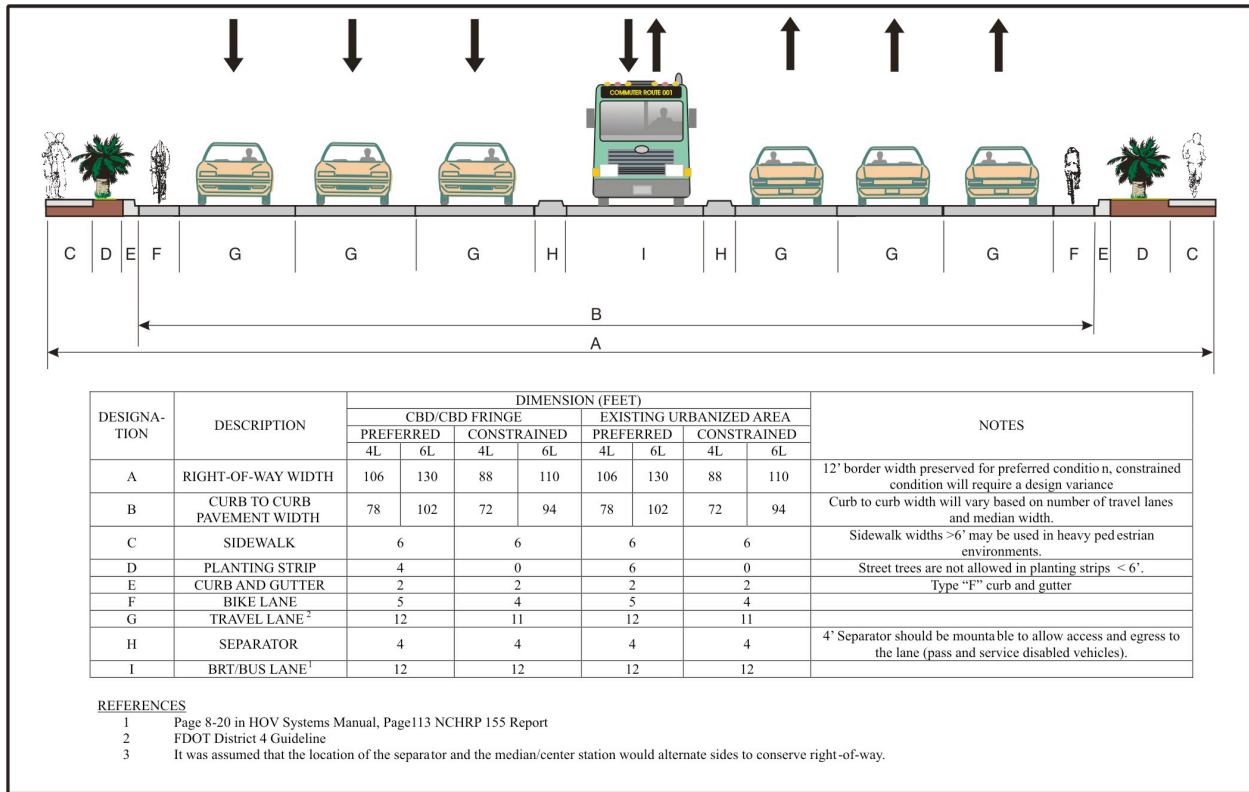 COMMUTER ROUTE 001
C D E F G G G H I H G G G F E D C
B
A
DESIGNA-
TION
DESCRIPTION
DIMENSION (FEET)
NOTES
CBD/CBD FRINGE EXISTING URBANIZED AREA
PREFERRED CONSTRAINED PREFERRED CONSTRAINED
4L 6L 4L 6L 4L 6L 4L 6L
A RIGHT-OF-WAY WIDTH 106 130 88 110 106 130 88 110 12’ border width preserved for preferred conditio n, constrained
condition will require a design variance
B CURB TO CURB
PAVEMENT WIDTH 78 102 72 94 78 102 72 94 Curb to curb width will vary based on number of travel lanes
and median width.
C SIDEWALK 6 6 6 6 Sidewalk widths >6’ may be used in heavy ped estrian
environments.
D PLANTING STRIP 4 0 6 0 Street trees are not allowed in planting strips < 6’.
E CURB AND GUTTER 2 2 2 2 Type “F” curb and gutter
F BIKE LANE 5 4 5 4
G TRAVEL LANE 2 12 11 12 11
H SEPARATOR 4 4 4 4 4’ Separator should be mounta ble to allow access and egress to
the lane (pass and service disabled vehicles).
I BRT/BUS LANE1 12 12 12 12
REFERENCES
1 Page 8-20 in HOV Systems Manual, Page113 NCHRP 155 Report
2 FDOT District 4 Guideline
3 It was assumed that the location of the separator and the median/center station would alternate sides to conserve right-of-way.